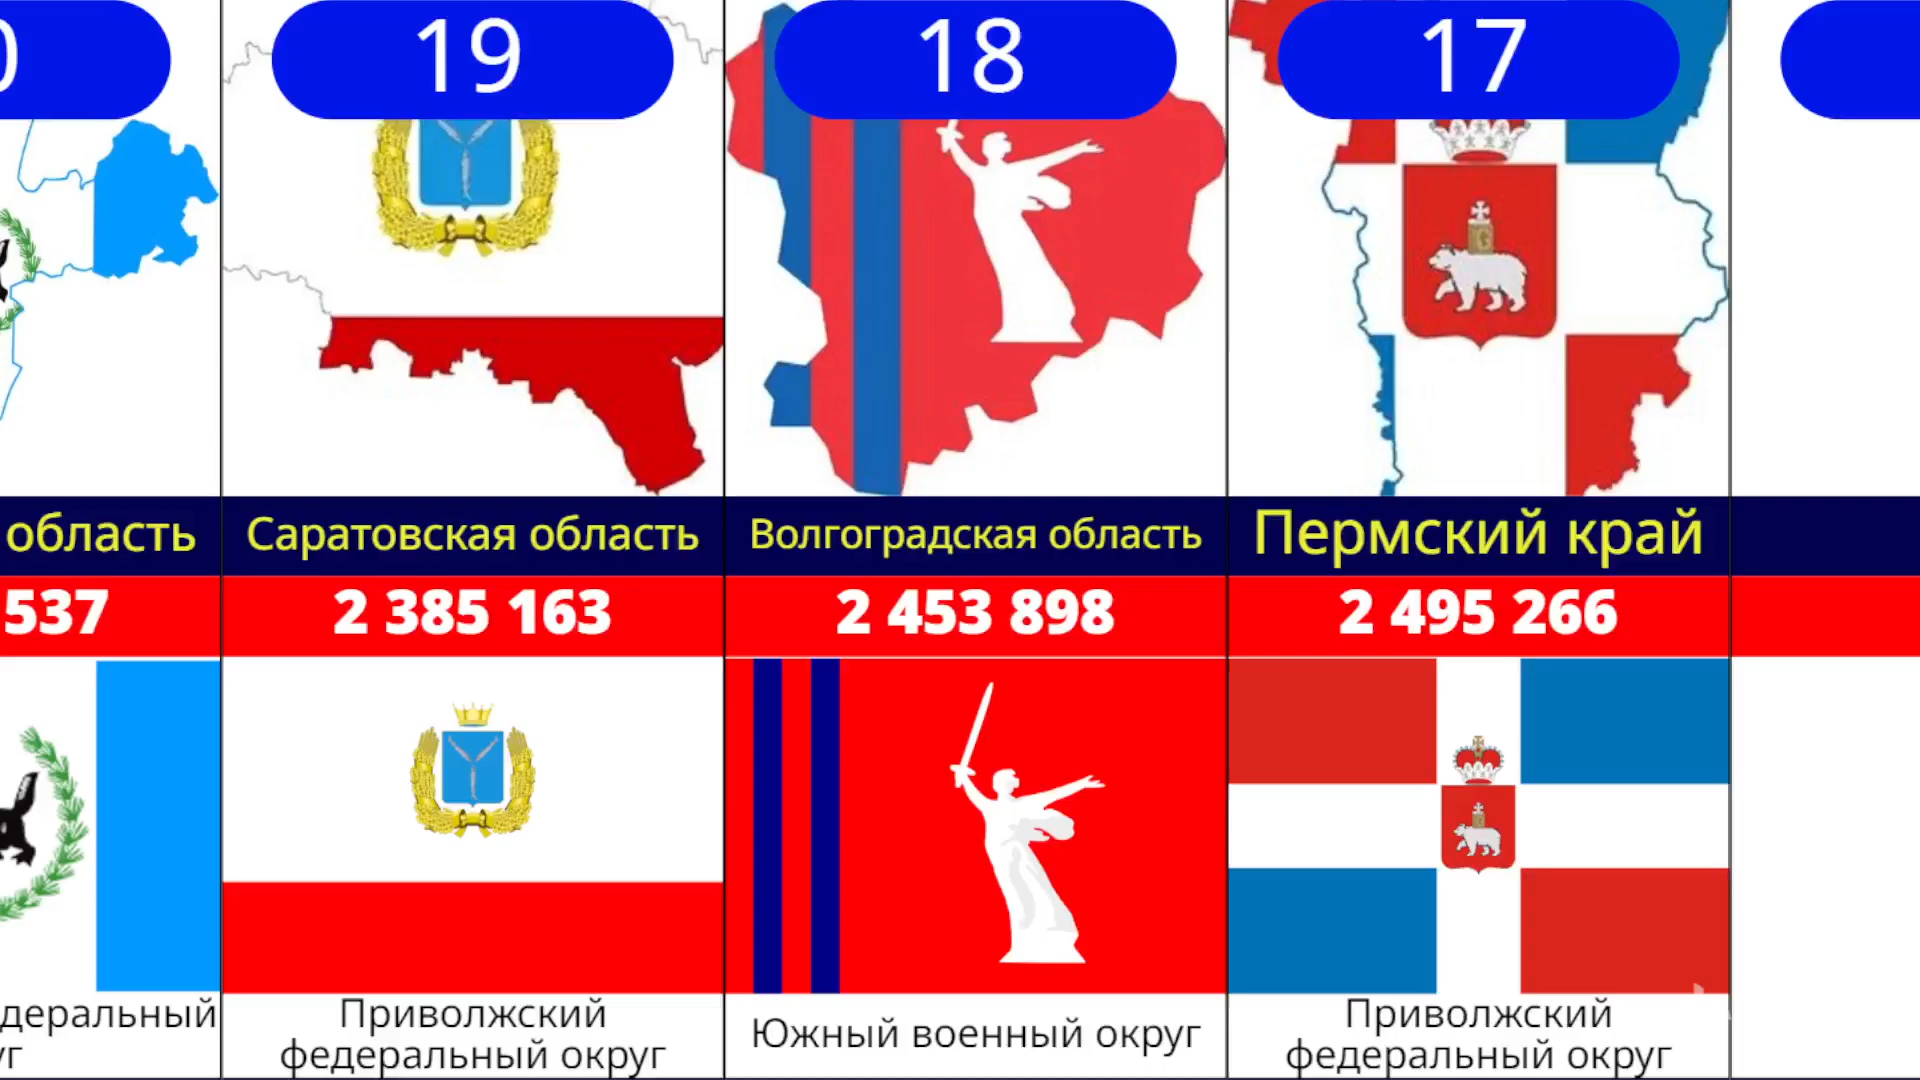 0
19
18
17
область
Саратовская область
Волгоградская область
Пермский край
537
2 385 163
2 453 898
2 495 266
Приволжский
федеральный округ
Южный военный округ
Приволжский
федеральный округ